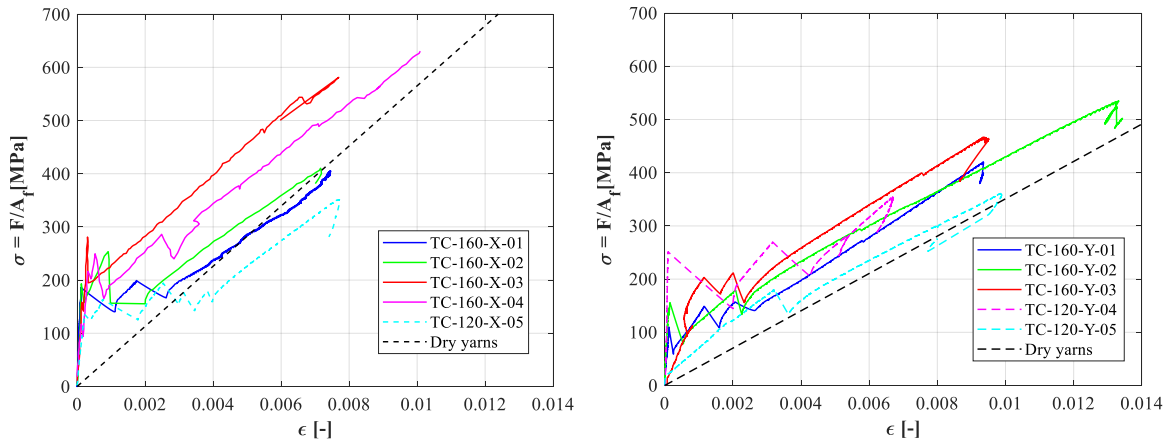 700
600
500
400
300
200
100
0
σ = F/A_f[MPa]
TC-160-X-01
TC-160-X-02
TC-160-X-03
TC-160-X-04
TC-120-X-05
Dry yarns
0 0.002 0.004 0.006 0.008 0.01 0.012 0.014
ϵ [-]
700
600
500
400
300
200
100
0
σ = F/A_f[MPa]
TC-160-Y-01
TC-160-Y-02
TC-160-Y-03
TC-120-Y-04
TC-120-Y-05
Dry yarns
0 0.002 0.004 0.006 0.008 0.01 0.012 0.014
ϵ [-]